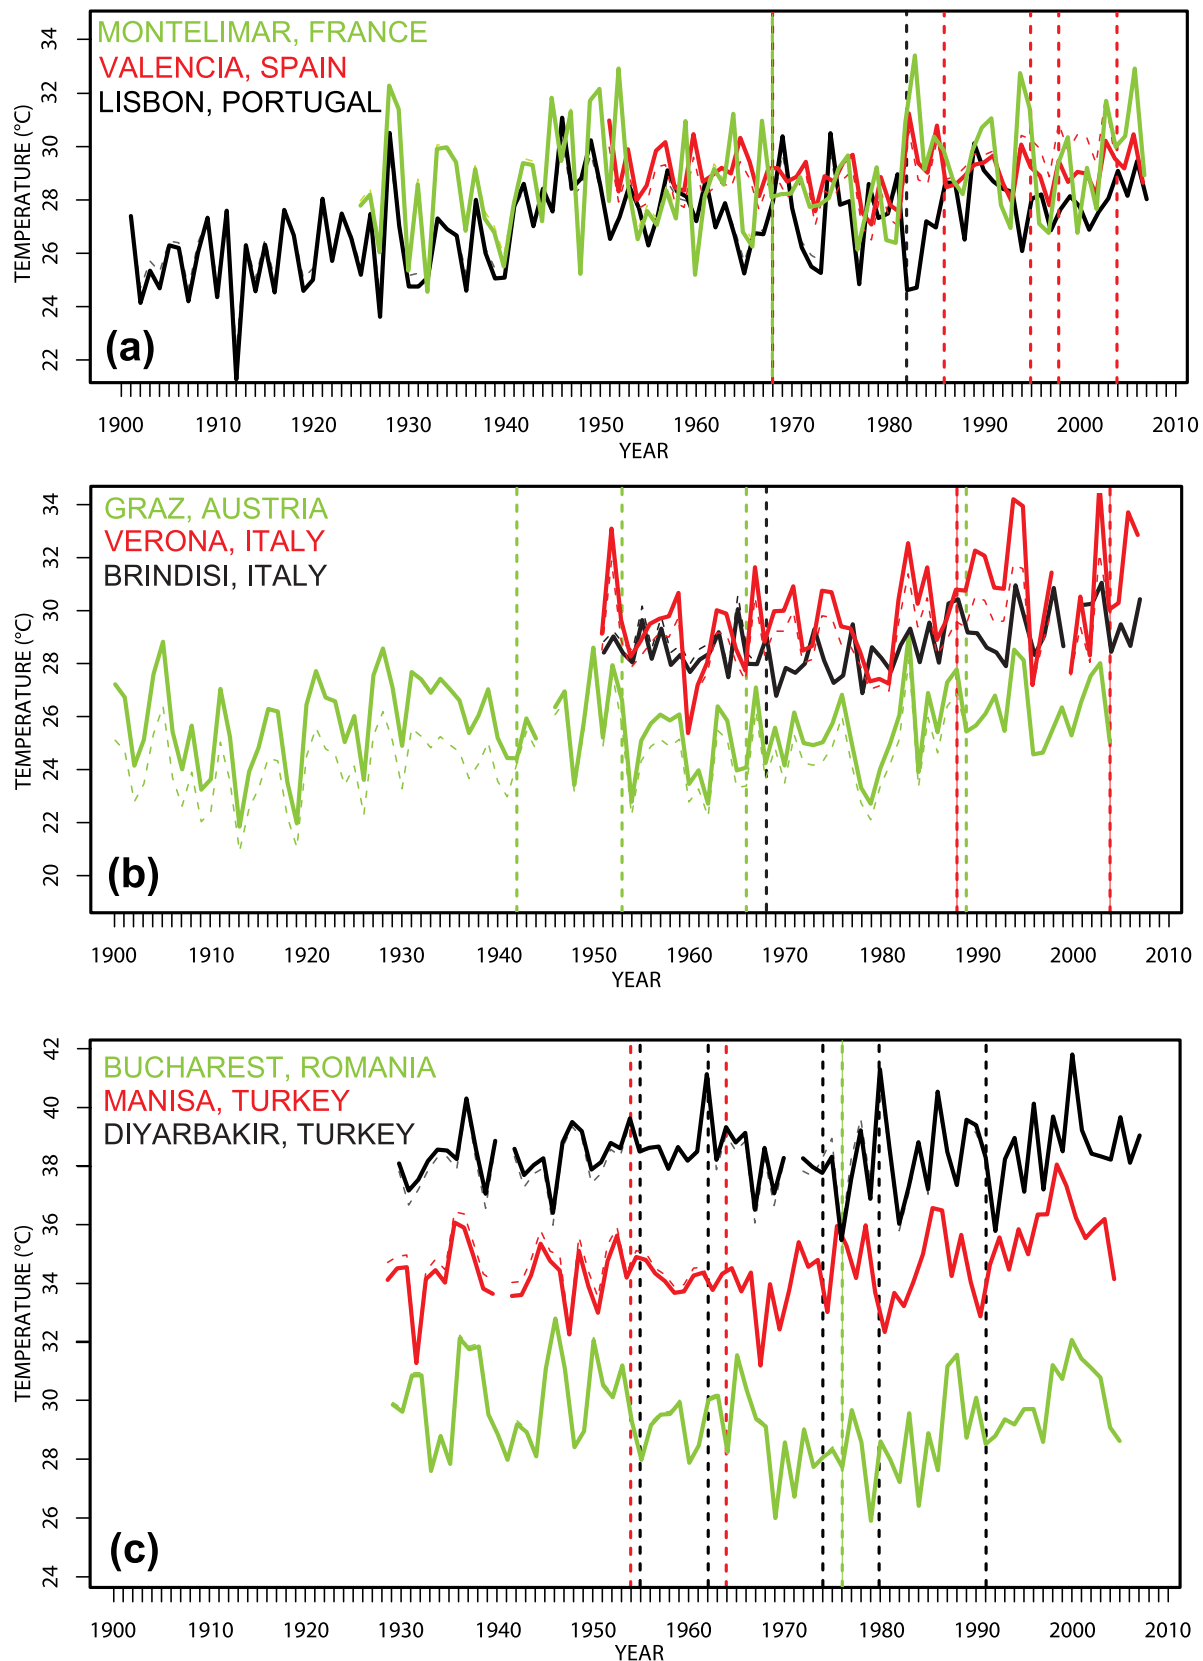 MONTELIMAR, FRANCE
VALENCIA, SPAIN
LISBON, PORTUGAL
TEMPERATURE (°C)
34
32
30
28
26
24
22
(a)
1900 1910 1920 1930 1940 1950 1960 1970 1980 1990 2000 2010
YEAR
GRAZ, AUSTRIA
VERONA, ITALY
BRINDISI, ITALY
TEMPERATURE (°C)
34
32
30
28
26
24
22
20
(b)
1900 1910 1920 1930 1940 1950 1960 1970 1980 1990 2000 2010
YEAR
BUCHAREST, ROMANIA
MANISA, TURKEY
DIYARBAKIR, TURKEY
TEMPERATURE (°C)
42
40
38
36
34
32
30
28
26
24
(c)
1900 1910 1920 1930 1940 1950 1960 1970 1980 1990 2000 2010
YEAR